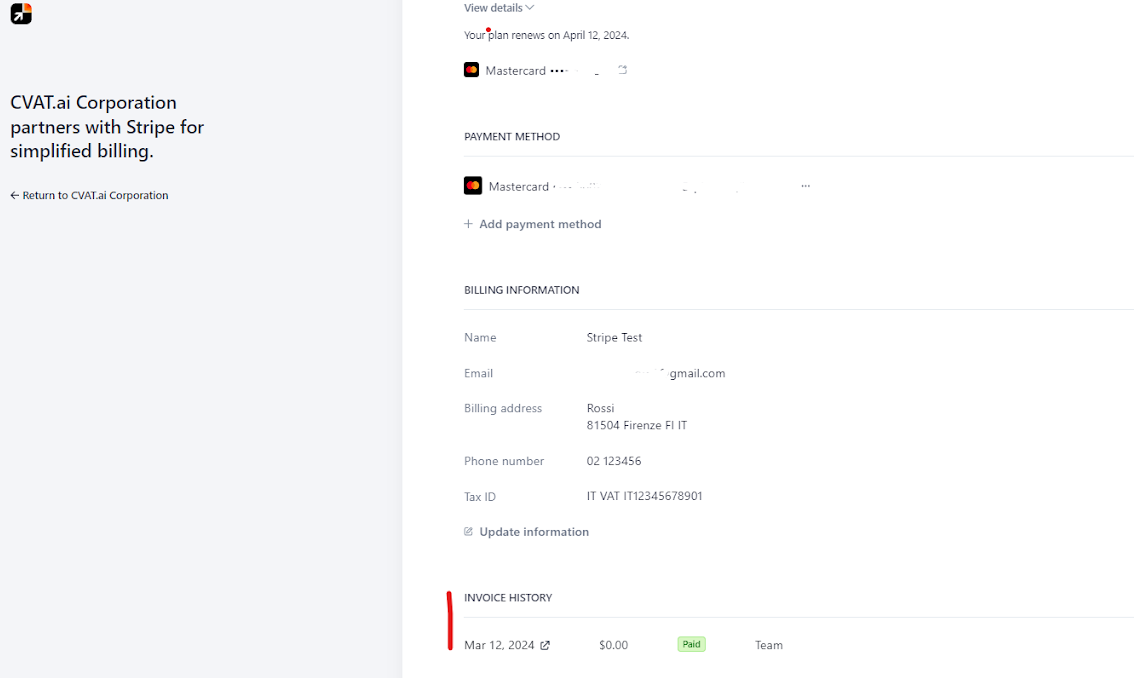 CVAT.ai Corporation
partners with Stripe for
simplified billing.
← Return to CVAT.ai Corporation
View details
Your plan renews on April 12, 2024.
Mastercard ••••
PAYMENT METHOD
Mastercard
+ Add payment method
BILLING INFORMATION
Name Stripe Test
Email gmail.com
Billing address Rossi
81504 Firenze FI IT
Phone number 02 123456
Tax ID IT VAT IT12345678901
Update information
INVOICE HISTORY
Mar 12, 2024 $0.00 Paid Team